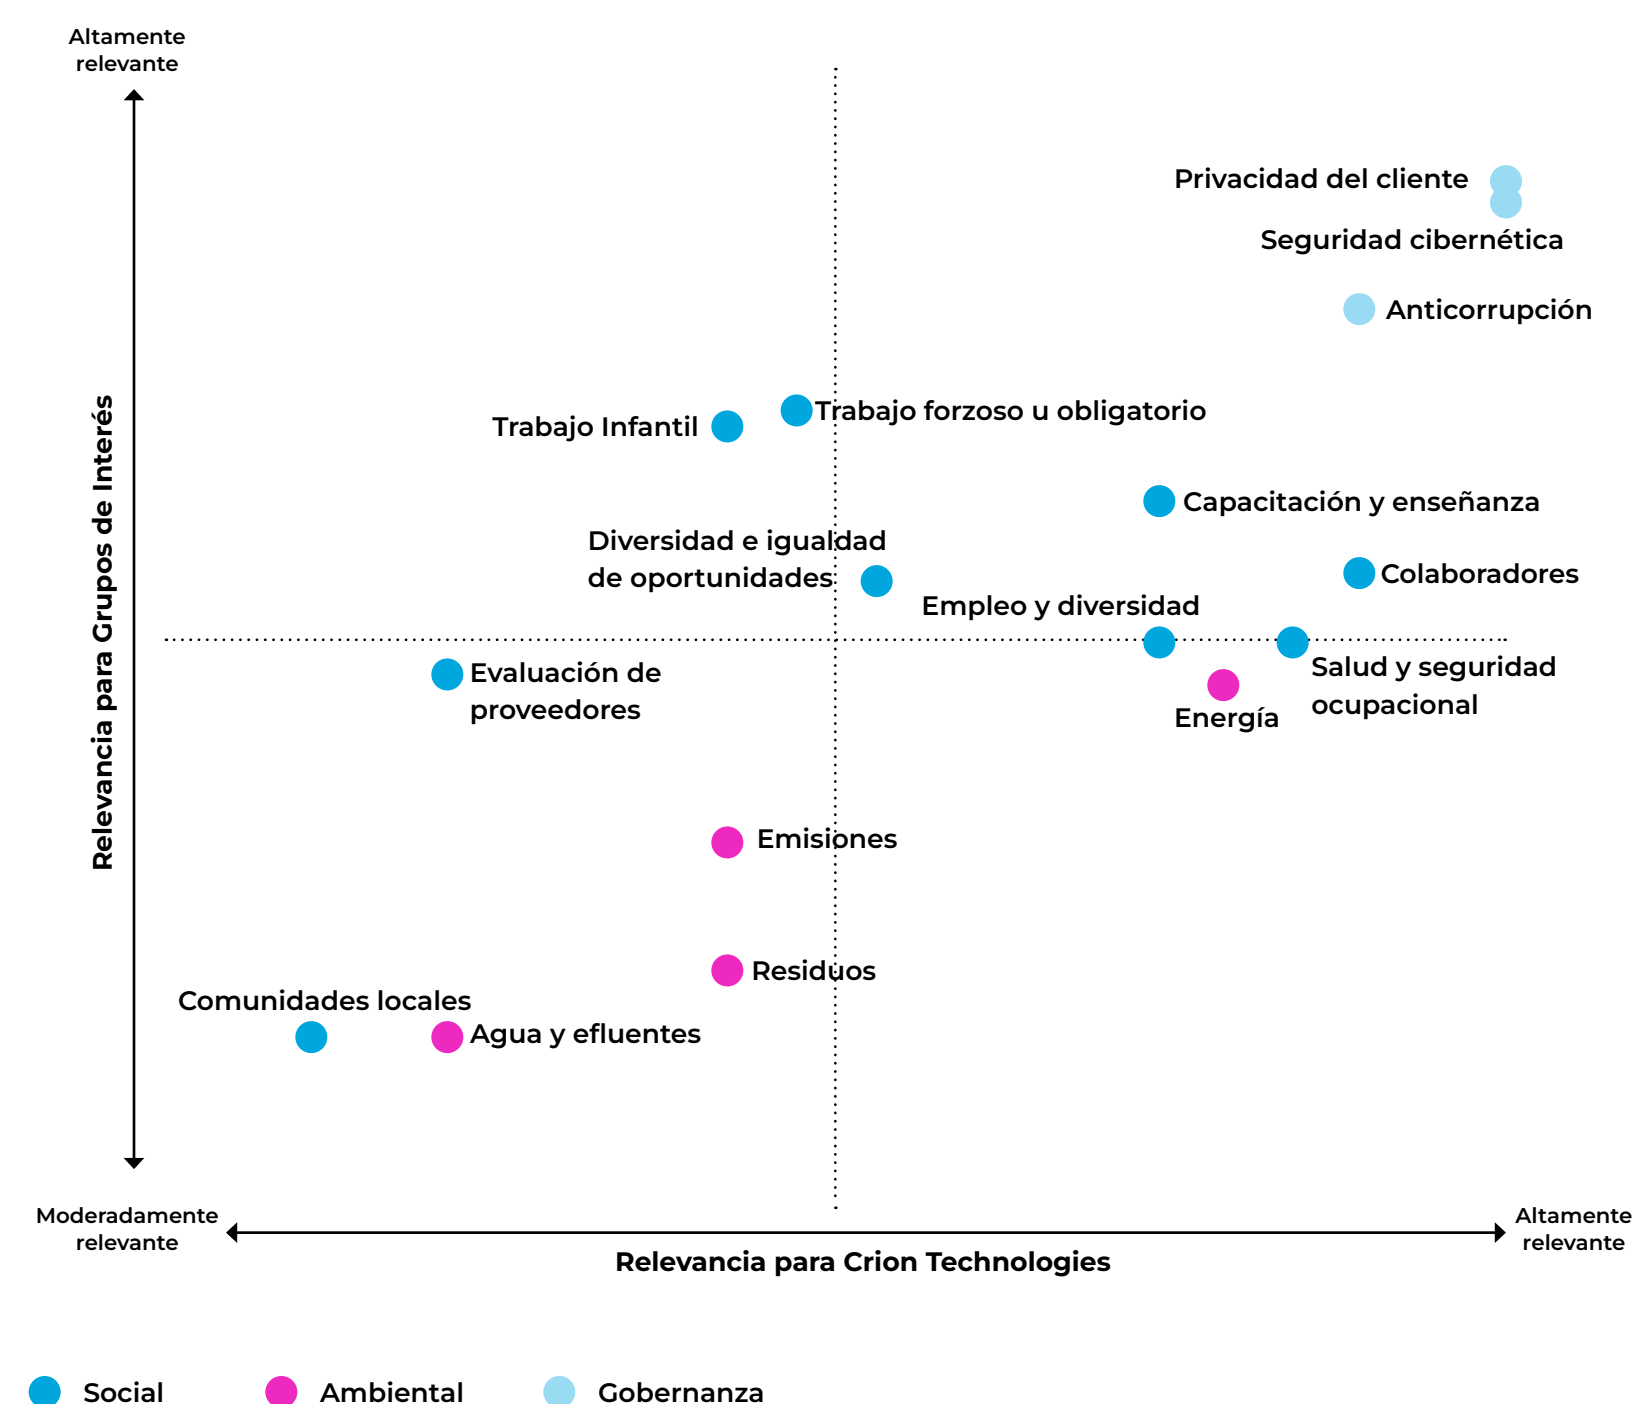 Altamente
relevante
Privacidad del cliente
Seguridad cibernética
Anticorrupción
Trabajo Infantil
Trabajo forzoso u obligatorio
Capacitación y enseñanza
Diversidad e igualdad
de oportunidades
Colaboradores
Empleo y diversidad
Salud y seguridad
ocupacional
Evaluación de
proveedores
Energía
Relevancia para Grupos de Interés
Emisiones
Residuos
Comunidades locales
Agua y efluentes
Moderadamente
relevante
Altamente
relevante
Relevancia para Crion Technologies
Social
Ambiental
Gobernanza